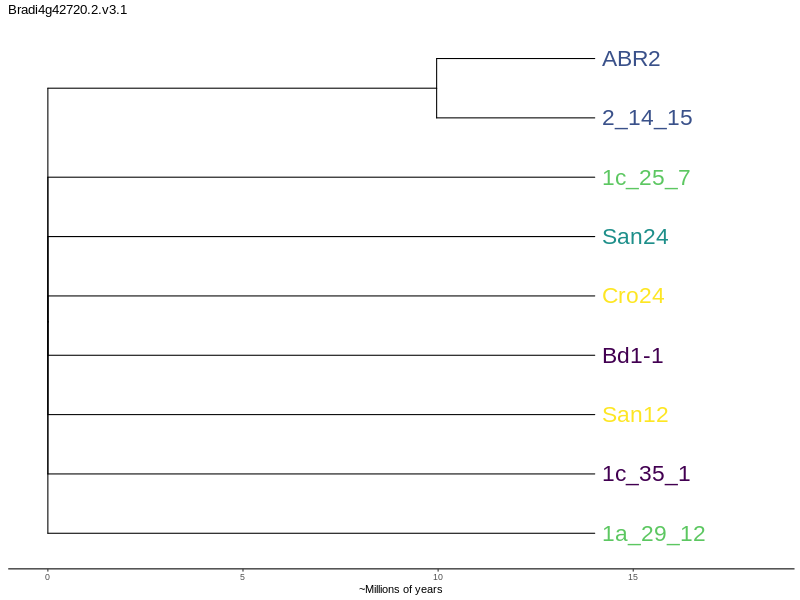 Bradi4g42720.2.v3.1
ABR2
2_14_15
1c_25_7
San24
Cro24
Bd1-1
San12
1c_35_1
1a_29_12
0 5 10 15
~Millions of years